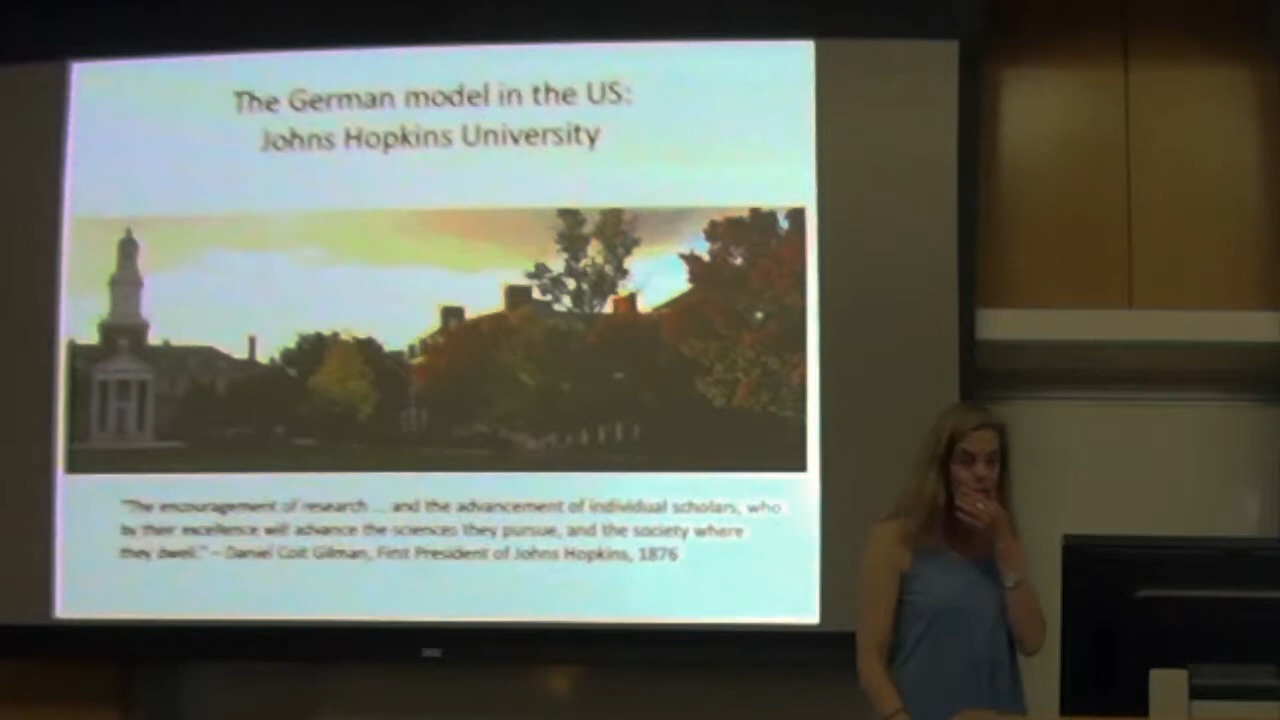 The German model in the US:
Johns Hopkins University
"The encouragement of research ... and the advancement of individual scholars, who
by their excellence will advance the sciences they pursue, and the society where
they dwell." – Daniel Coit Gilman, First President of Johns Hopkins, 1876